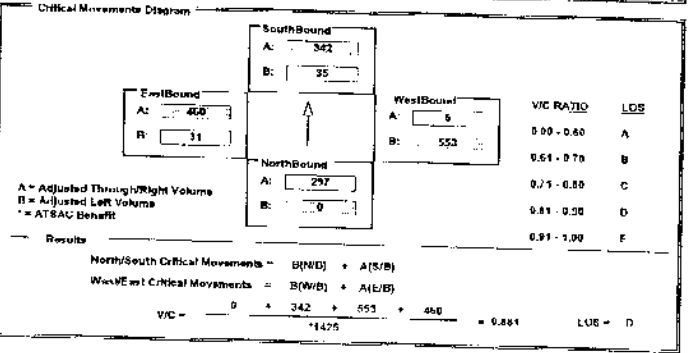 Critical Movements Diagram
SouthBound
A: 342
B: 35
EastBound
A: 460
B: 31
WestBound
A: 6
B: 553
NorthBound
A: 297
B: 0
V/C RATIO LOS
0.00 - 0.60 A
0.61 - 0.70 B
0.71 - 0.80 C
0.81 - 0.90 D
0.91 - 1.00 E
A = Adjusted Through/Right Volume
B = Adjusted Left Volume
* = ATSAC Benefit
Results
North/South Critical Movements = B(N/B) + A(S/B)
West/East Critical Movements = B(W/B) + A(E/B)
V/C = 0 + 342 + 553 + 460 = 0.881 LOS = D
*1425